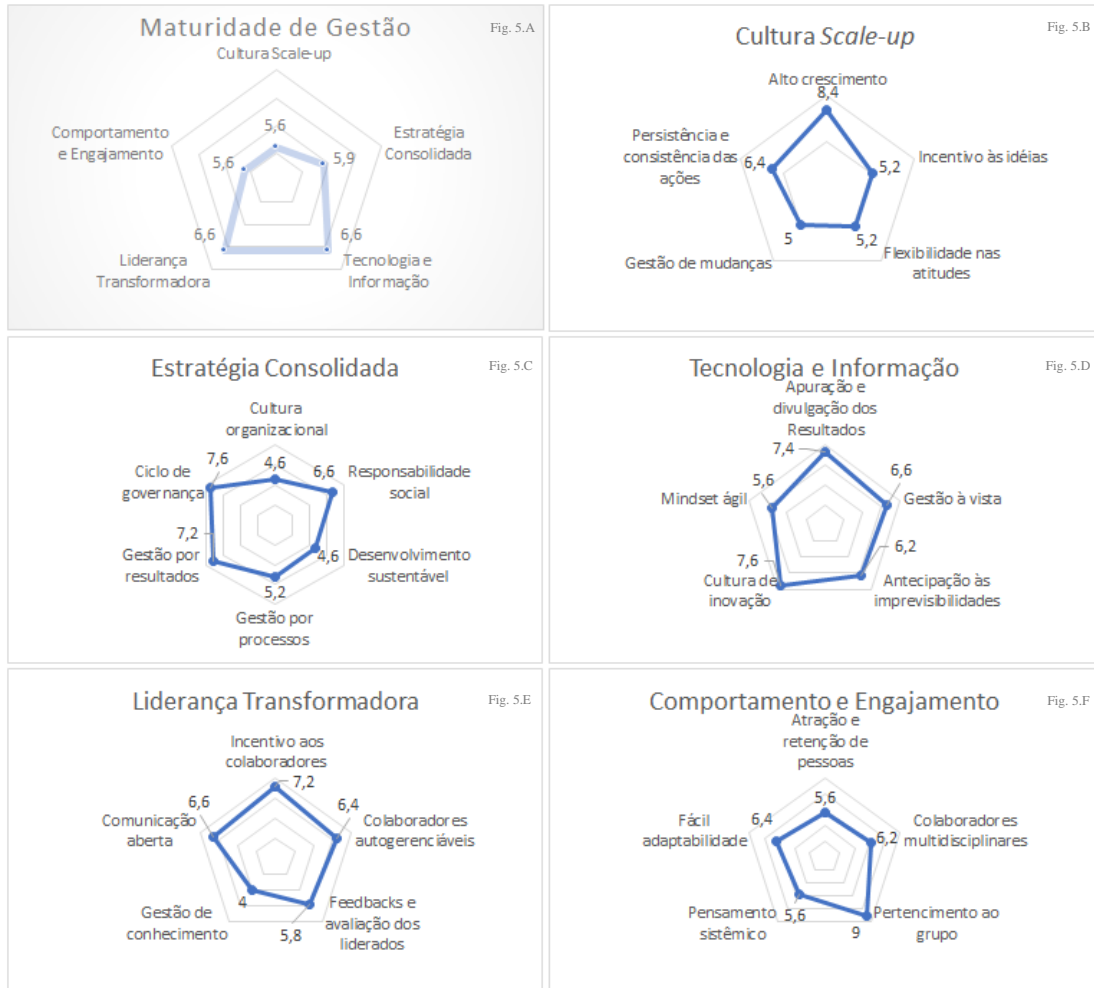 Maturidade de Gestão
Fig. 5.A
Cultura Scale-up
5,6
Comportamento
e Engajamento
5,6
5,9
Estratégia
Consolidada
6,6
6,6
Liderança
Transformadora
Tecnologia e
Informação
Cultura Scale-up
Fig. 5.B
Alto crescimento
8,4
Persistência e
consistência das
ações
6,4
5,2
Incentivo às idéias
5
5,2
Gestão de mudanças
Flexibilidade nas
atitudes
Estratégia Consolidada
Fig. 5.C
Cultura
organizacional
4,6
Ciclo de
governança
7,6
6,6
Responsabilidade
social
7,2
Gestão por
resultados
4,6
Desenvolvimento
sustentável
5,2
Gestão por
processos
Tecnologia e Informação
Fig. 5.D
Apuração e
divulgação dos
Resultados
7,4
5,6
Mindset ágil
6,6
Gestão à vista
7,6
Cultura de
inovação
6,2
Antecipação às
imprevisibilidades
Liderança Transformadora
Fig. 5.E
Incentivo aos
colaboradores
7,2
6,6
Comunicação
aberta
6,4
Colaboradores
autogerenciáveis
4
Gestão de
conhecimento
5,8
Feedbacks e
avaliação dos
liderados
Comportamento e Engajamento
Fig. 5.F
Atração e
retenção de
pessoas
5,6
6,4
Fácil
adaptabilidade
6,2
Colaboradores
multidisciplinares
5,6
Pensamento
sistêmico
9
Pertencimento ao
grupo